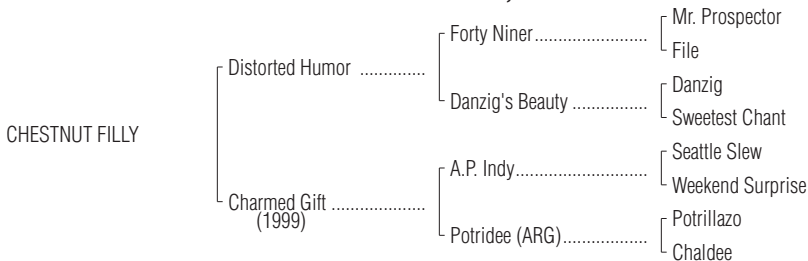 Mr. Prospector
Forty Niner........................
File
Distorted Humor ..............
Danzig
Danzig's Beauty ................
Sweetest Chant
CHESTNUT FILLY
Seattle Slew
A.P. Indy............................
Weekend Surprise
Charmed Gift ....................
(1999)
Potrillazo
Potridee (ARG)..................
Chaldee